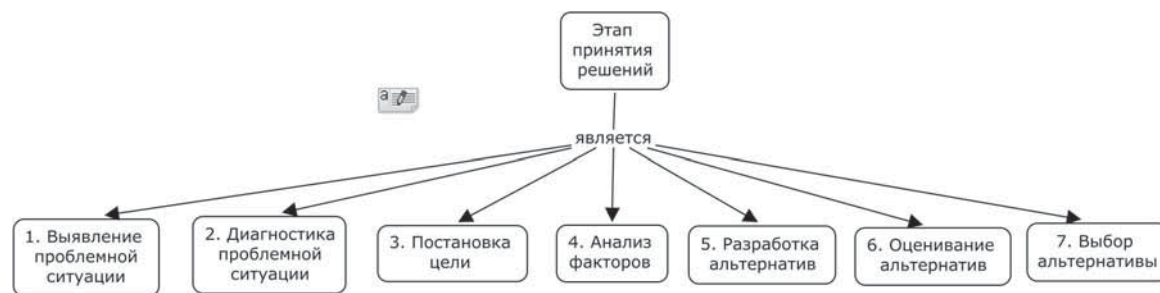 Этап
принятия
решений
a
является
1. Выявление
проблемной
ситуации
2. Диагностика
проблемной
ситуации
3. Постановка
цели
4. Анализ
факторов
5. Разработка
альтернатив
6. Оценивание
альтернатив
7. Выбор
альтернативы